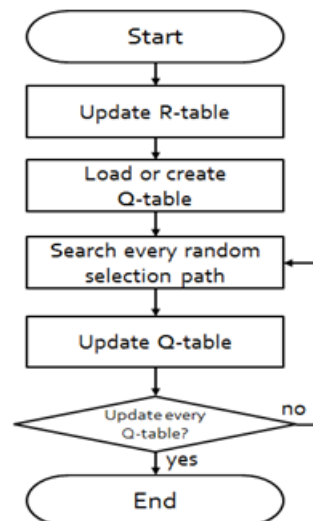 Start
Update R-table
Load or create
Q-table
Search every random
selection path
Update Q-table
Update every
Q-table?
no
yes
End